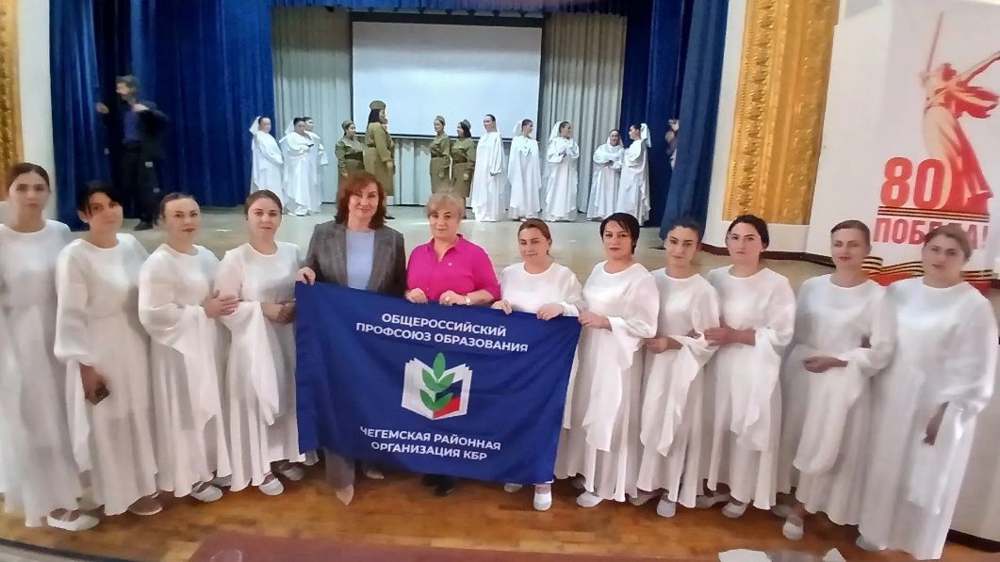 ОБЩЕРОССИЙСКИЙ
ПРОФСОЮЗ ОБРАЗОВАНИЯ
ЧЕГЕМСКАЯ РАЙОННАЯ
ОРГАНИЗАЦИЯ КБР
80
ПОБЕДА!